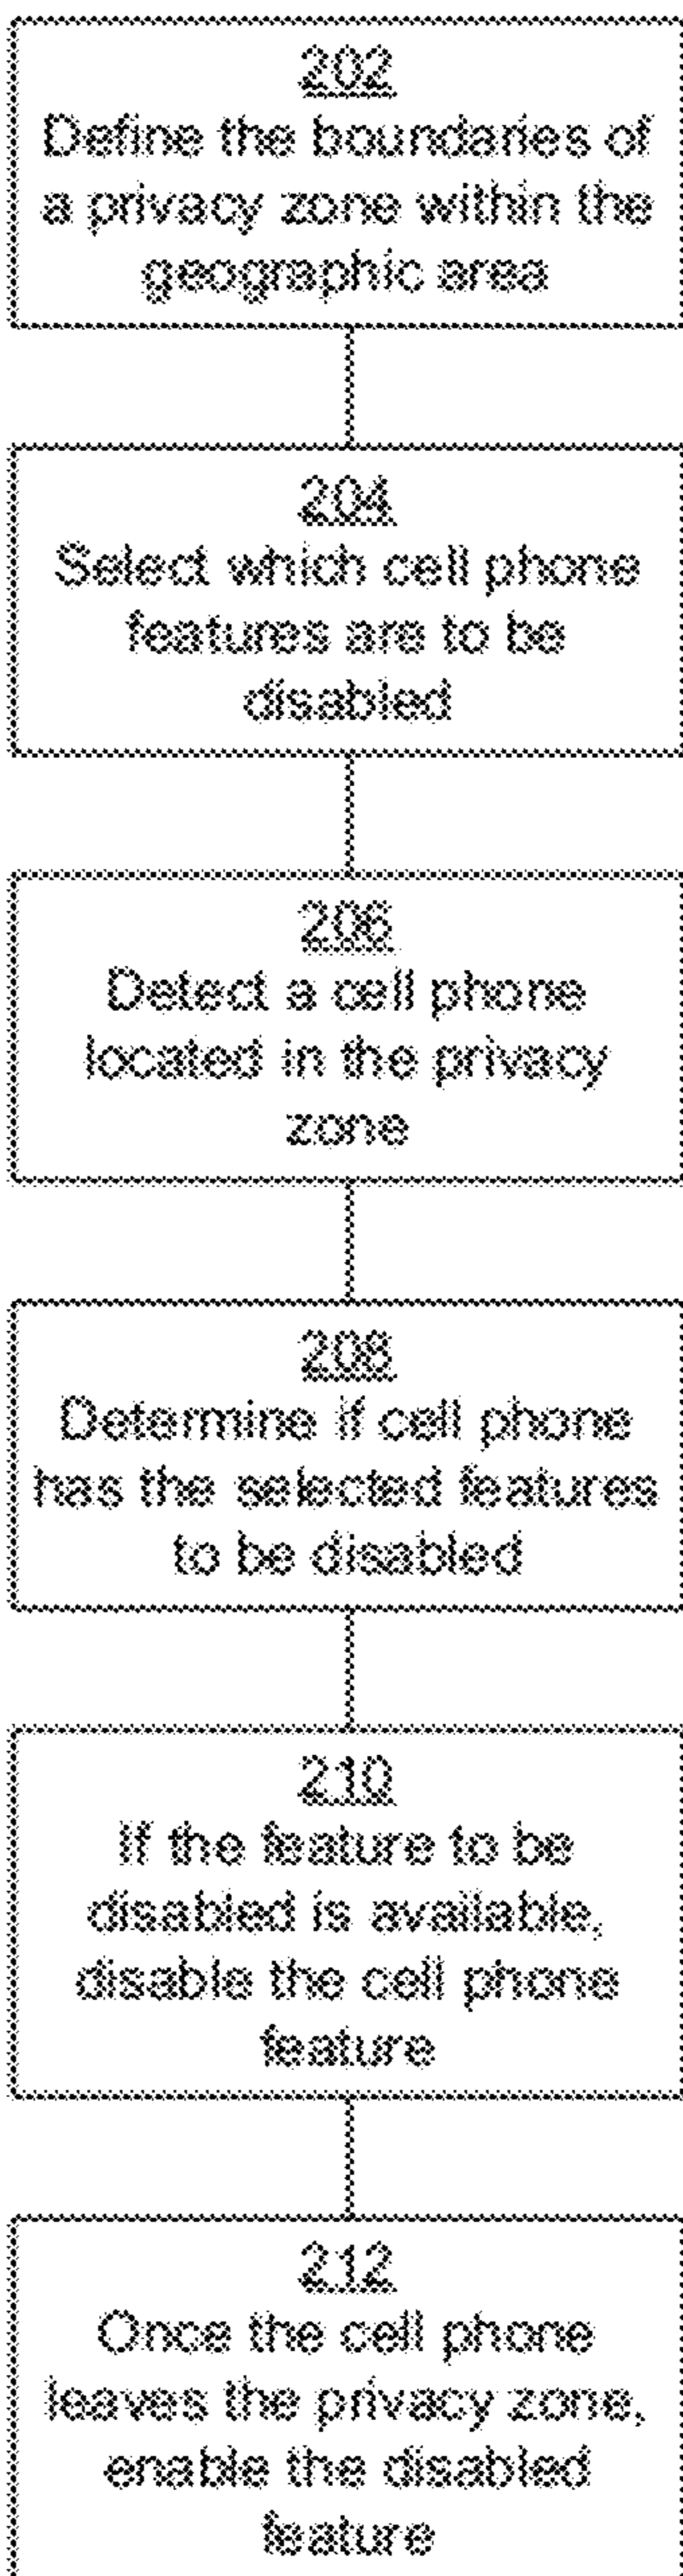 202
Define the boundaries of
a privacy zone within the
geographic area
204
Select which cell phone
features are to be
disabled
206
Detect a cell phone
located in the privacy
zone
208
Determine if cell phone
has the selected features
to be disabled
210
If the feature to be
disabled is available,
disable the cell phone
feature
212
Once the cell phone
leaves the privacy zone,
enable the disabled
feature